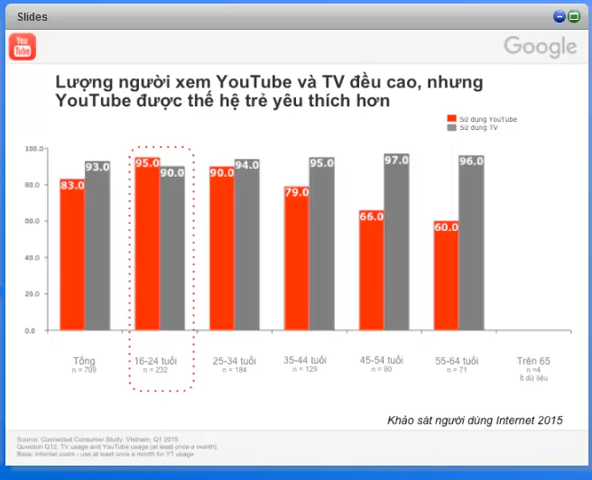 Slides
You
Tube
Google
Lượng người xem YouTube và TV đều cao, nhưng
YouTube được thế hệ trẻ yêu thích hơn
Sử dụng YouTube
Sử dụng TV
100.0
80.0
60.0
40.0
20.0
0.0
83.0 93.0 95.0 90.0 90.0 94.0 79.0 95.0 66.0 97.0 60.0 96.0
Tổng 16-24 tuổi 25-34 tuổi 35-44 tuổi 45-54 tuổi 55-64 tuổi Trên 65
n = 709 n = 232 n = 184 n = 129 n = 90 n = 71 n =4
Ít dữ liệu
Khảo sát người dùng Internet 2015
Source: Connected Consumer Study, Vietnam, Q1 2015
Question Q12, TV usage and YouTube usage (at least once a month)
Base: Internet users - use at least once a month for YT usage